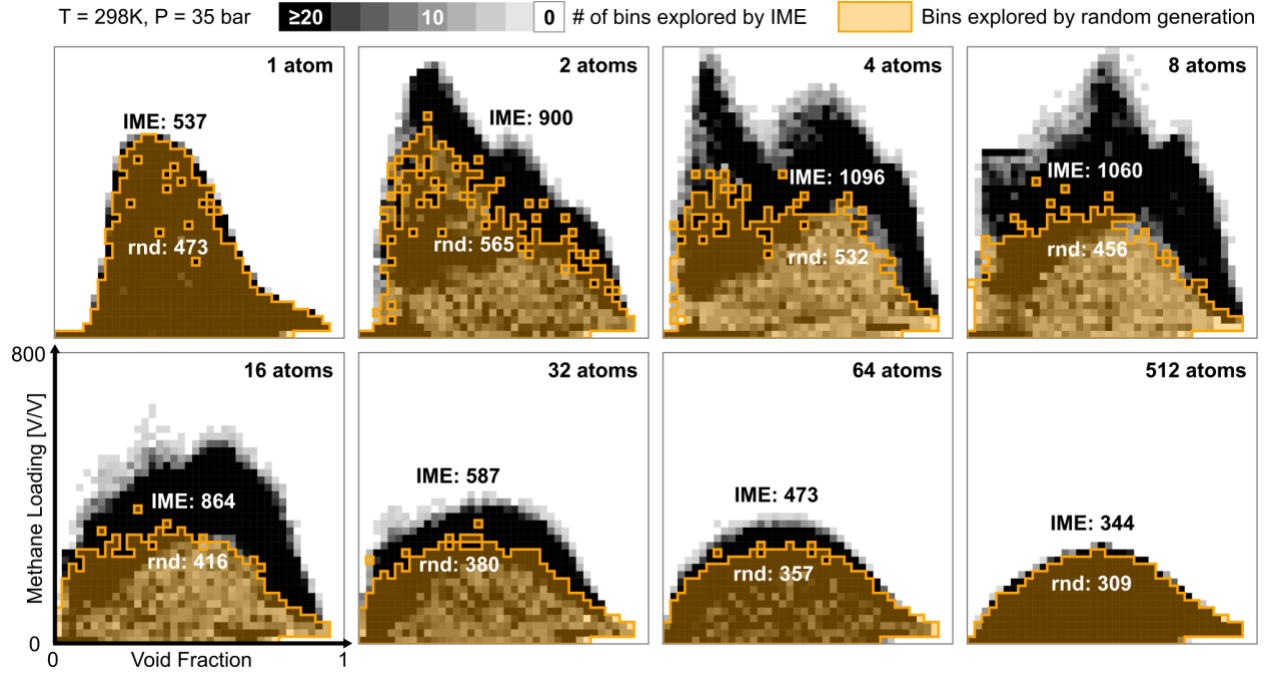 T = 298K, P = 35 bar
≥20 10 0 # of bins explored by IME
Bins explored by random generation
1 atom
IME: 537
rnd: 473
2 atoms
IME: 900
rnd: 565
4 atoms
IME: 1096
rnd: 532
8 atoms
IME: 1060
rnd: 456
800
Methane Loading [V/V]
0
0
Void Fraction
1
16 atoms
IME: 864
rnd: 416
32 atoms
IME: 587
rnd: 380
64 atoms
IME: 473
rnd: 357
512 atoms
IME: 344
rnd: 309